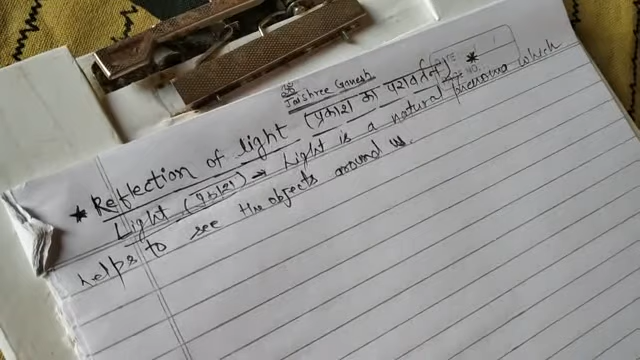 ॐ
Jaishree Ganesh
* Reflection of light (प्रकाश का परावर्तन) *
Light (प्रकाश) → Light is a natural which
helps to see the objects around us.